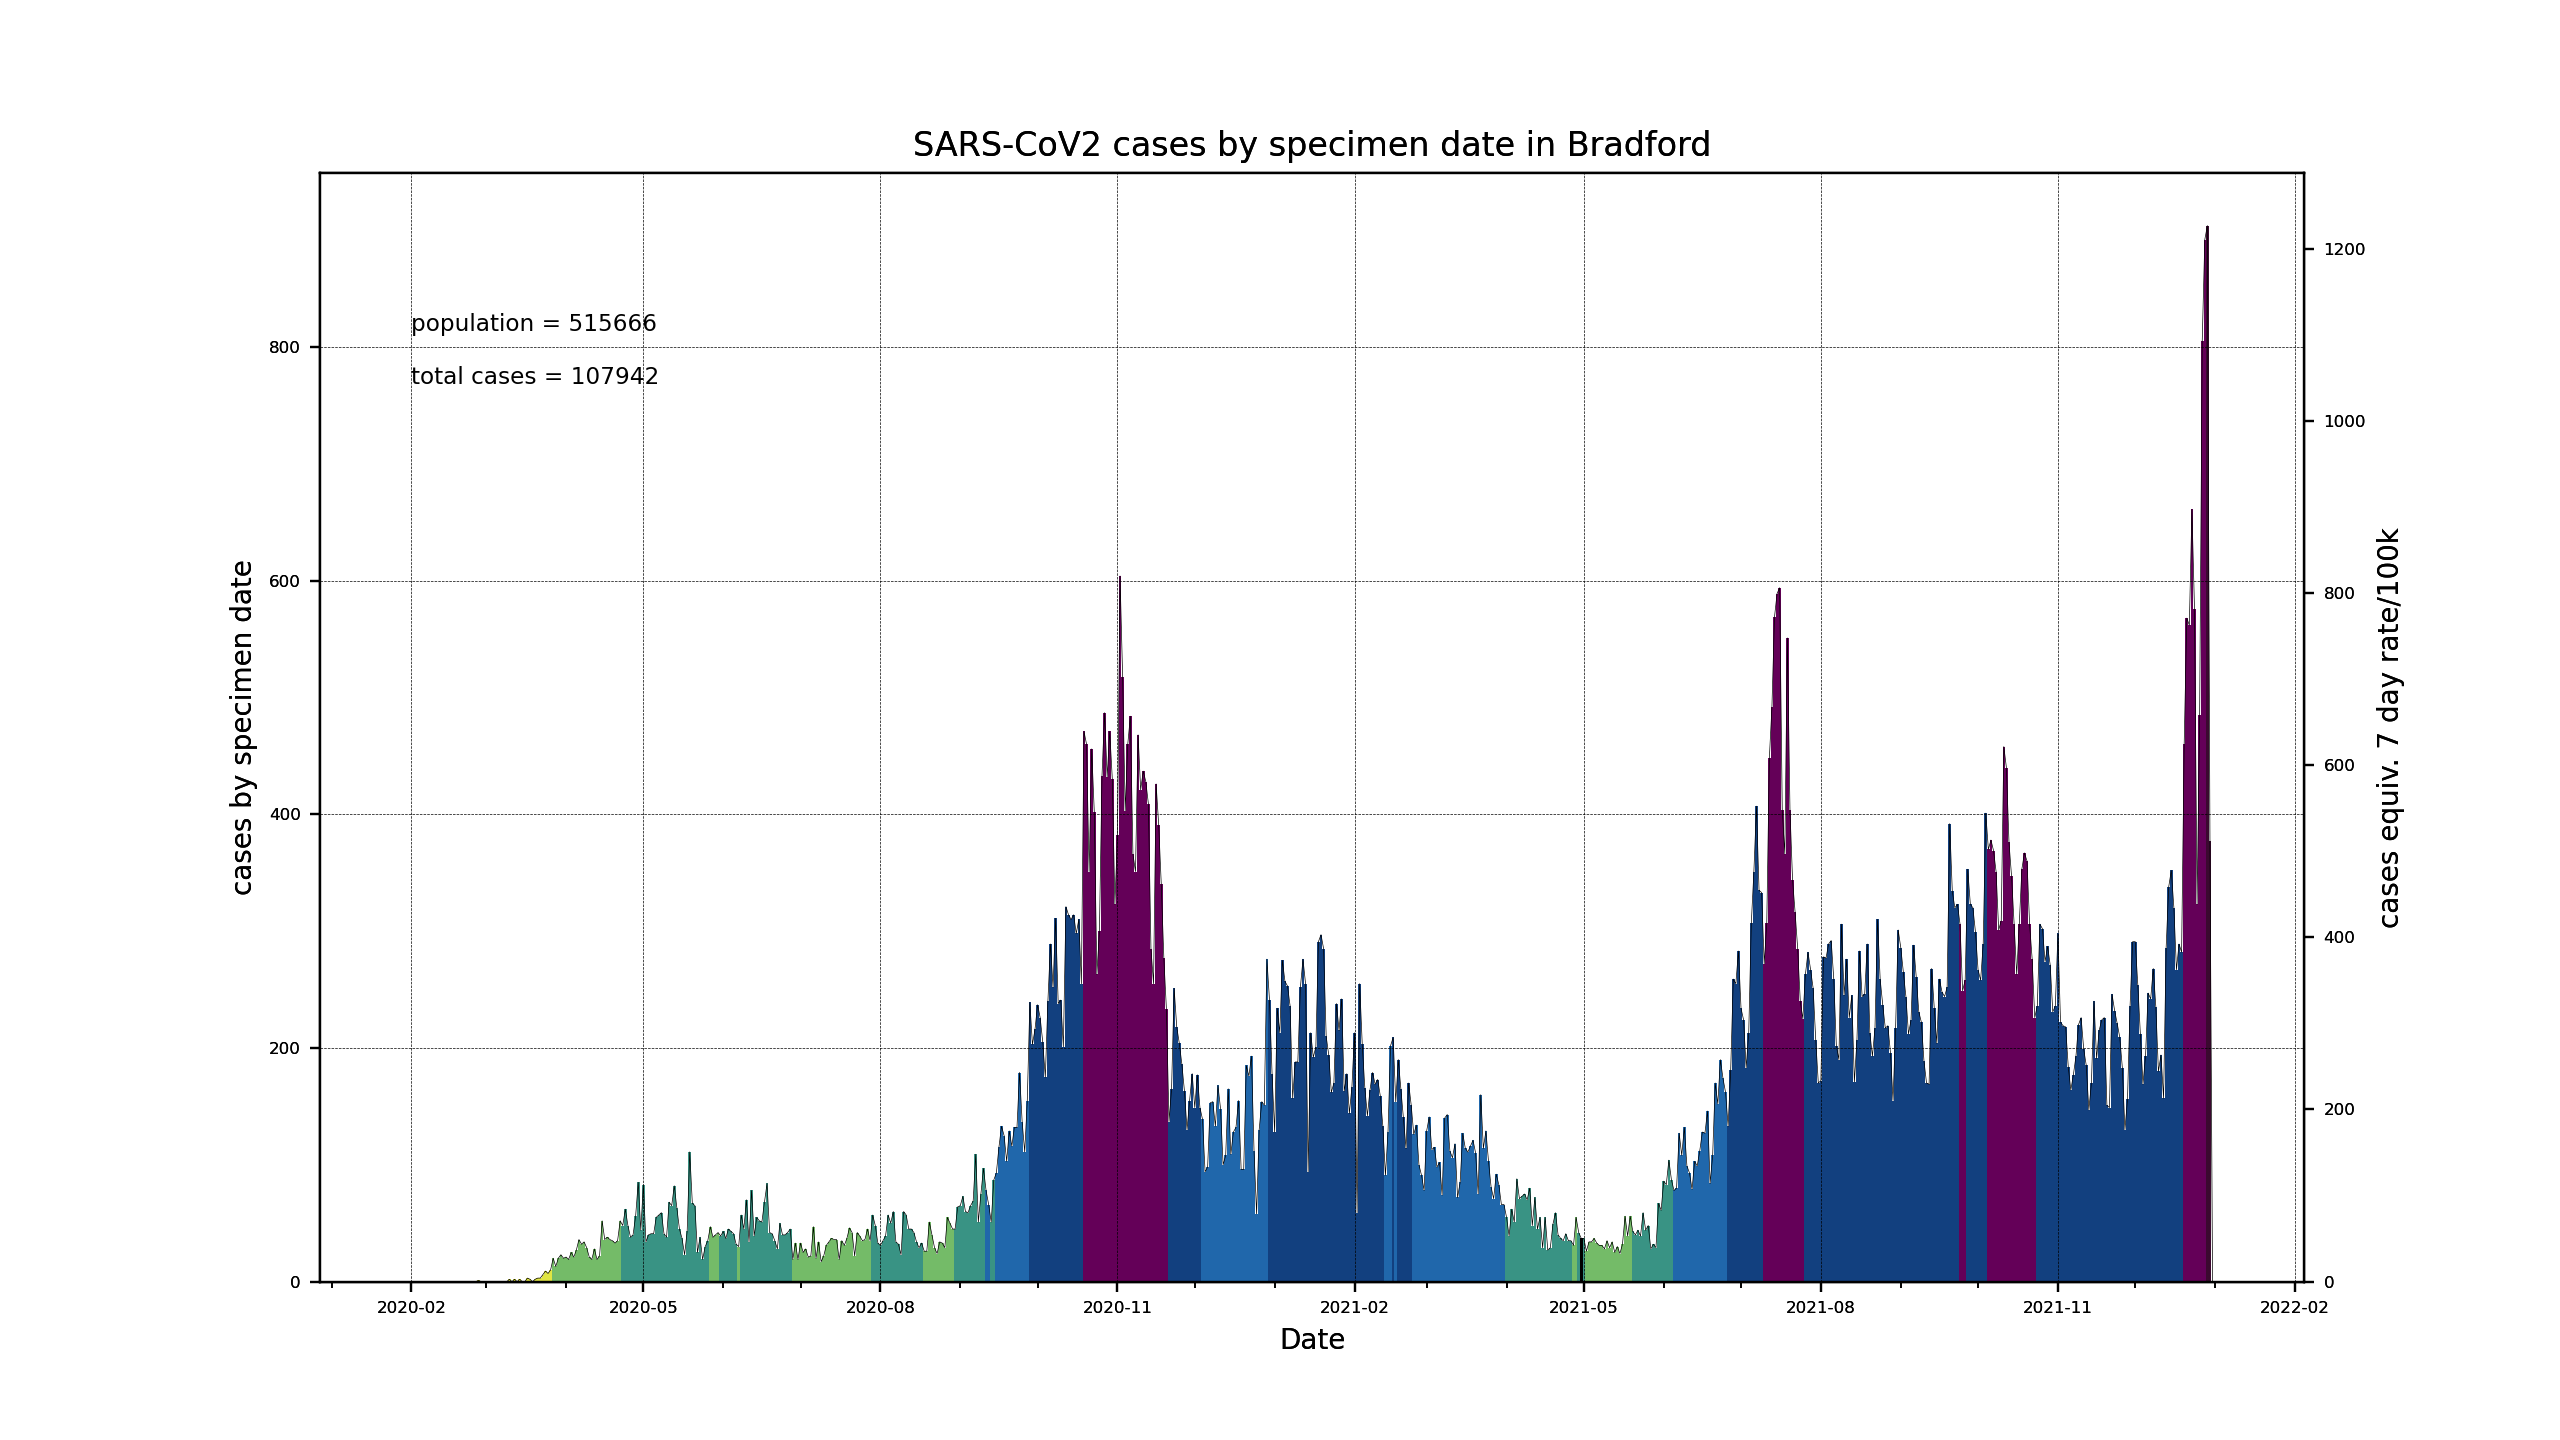 SARS-CoV2 cases by specimen date in Bradford
population = 515666
total cases = 107942
cases by specimen date
800
600
400
200
0
1200
1000
800
600
400
200
0
cases equiv. 7 day rate/100k
2020-02 2020-05 2020-08 2020-11 2021-02 2021-05 2021-08 2021-11 2022-02
Date